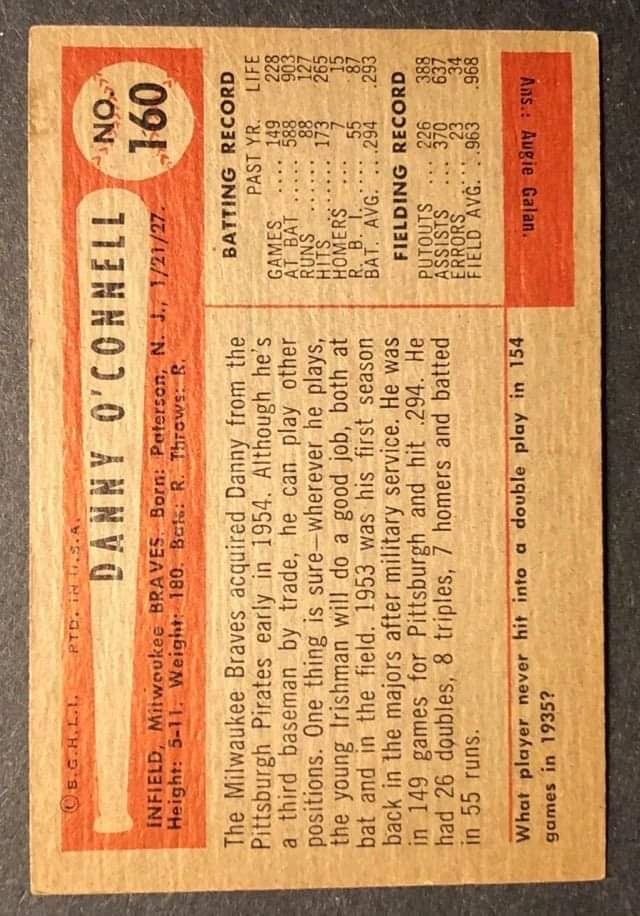 © B.G.H.L.I. PTD. IN U.S.A.
DANNY O'CONNELL
NO. 160
INFIELD, Milwaukee BRAVES. Born: Paterson, N. J., 1/21/27.
Height: 5-11. Weight: 180. Bats: R. Throws: R.
The Milwaukee Braves acquired Danny from the
Pittsburgh Pirates early in 1954. Although he's
a third baseman by trade, he can play other
positions. One thing is sure—wherever he plays,
the young Irishman will do a good job, both at
bat and in the field. 1953 was his first season
back in the majors after military service. He was
in 149 games for Pittsburgh and hit .294. He
had 26 doubles, 8 triples, 7 homers and batted
in 55 runs.
BATTING RECORD
PAST YR. LIFE
GAMES .... 149 228
AT BAT .... 588 903
RUNS ...... 88 127
HITS ...... 173 265
HOMERS ... 7 15
R. B. I. .... 55 87
BAT. AVG. ... .294 .293
FIELDING RECORD
PUTOUTS ... 226 388
ASSISTS ... 370 637
ERRORS .... 23 34
FIELD AVG. . .963 .968
What player never hit into a double play in 154
games in 1935?
Ans.: Augie Galan.